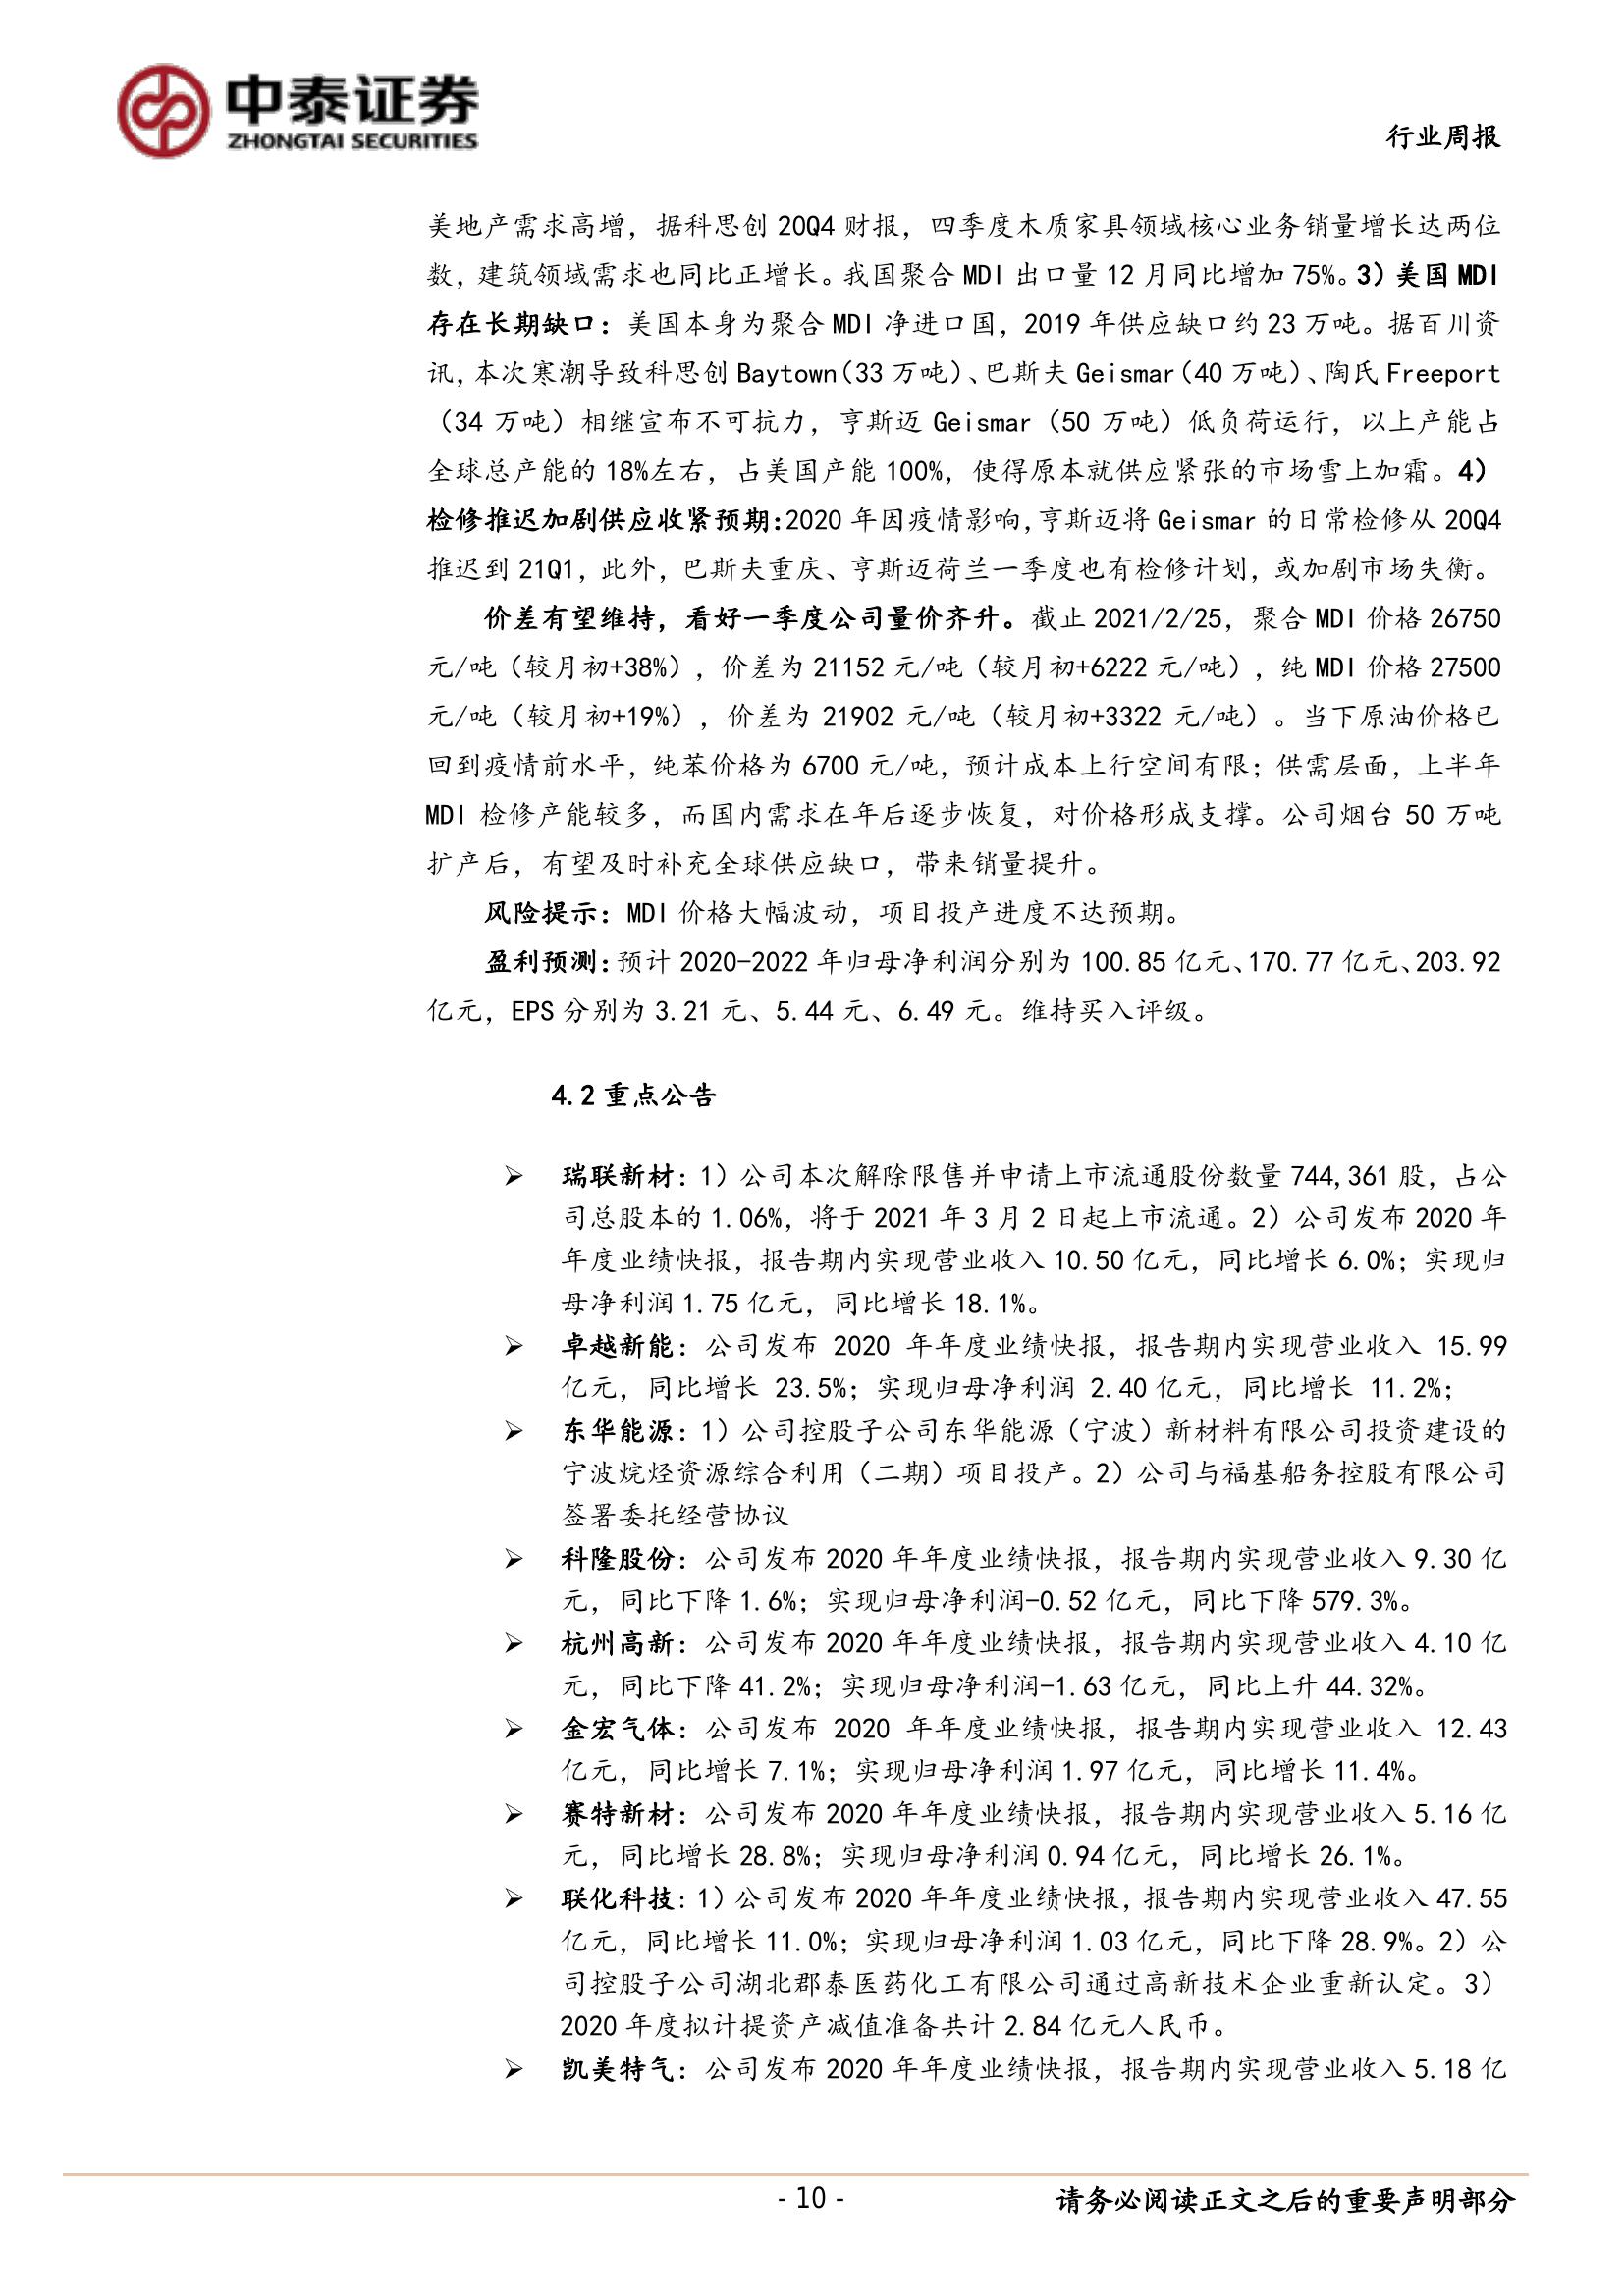 中泰证券
ZHONGTAI SECURITIES
行业周报
美地产需求高增，据科思创 20Q4 财报，四季度木质家具领域核心业务销量增长达两位
数，建筑领域需求也同比正增长。我国聚合 MDI 出口量 12 月同比增加 75%。3）美国 MDI
存在长期缺口：美国本身为聚合 MDI 净进口国，2019 年供应缺口约 23 万吨。据百川资
讯，本次寒潮导致科思创 Baytown（33 万吨）、巴斯夫 Geismar（40 万吨）、陶氏 Freeport
（34 万吨）相继宣布不可抗力，亨斯迈 Geismar（50 万吨）低负荷运行，以上产能占
全球总产能的 18%左右，占美国产能 100%，使得原本就供应紧张的市场雪上加霜。4）
检修推迟加剧供应收紧预期：2020 年因疫情影响，亨斯迈将 Geismar 的日常检修从 20Q4
推迟到 21Q1，此外，巴斯夫重庆、亨斯迈荷兰一季度也有检修计划，或加剧市场失衡。
价差有望维持，看好一季度公司量价齐升。截止 2021/2/25，聚合 MDI 价格 26750
元/吨（较月初+38%），价差为 21152 元/吨（较月初+6222 元/吨），纯 MDI 价格 27500
元/吨（较月初+19%），价差为 21902 元/吨（较月初+3322 元/吨）。当下原油价格已
回到疫情前水平，纯苯价格为 6700 元/吨，预计成本上行空间有限；供需层面，上半年
MDI 检修产能较多，而国内需求在年后逐步恢复，对价格形成支撑。公司烟台 50 万吨
扩产后，有望及时补充全球供应缺口，带来销量提升。
风险提示：MDI 价格大幅波动，项目投产进度不达预期。
盈利预测：预计 2020-2022 年归母净利润分别为 100.85 亿元、170.77 亿元、203.92
亿元，EPS 分别为 3.21 元、5.44 元、6.49 元。维持买入评级。
4.2 重点公告
➢ 瑞联新材：1）公司本次解除限售并申请上市流通股份数量 744,361 股，占公
司总股本的 1.06%，将于 2021 年 3 月 2 日起上市流通。2）公司发布 2020 年
年度业绩快报，报告期内实现营业收入 10.50 亿元，同比增长 6.0%；实现归
母净利润 1.75 亿元，同比增长 18.1%。
➢ 卓越新能：公司发布 2020 年年度业绩快报，报告期内实现营业收入 15.99
亿元，同比增长 23.5%；实现归母净利润 2.40 亿元，同比增长 11.2%；
➢ 东华能源：1）公司控股子公司东华能源（宁波）新材料有限公司投资建设的
宁波烷烃资源综合利用（二期）项目投产。2）公司与福基船务控股有限公司
签署委托经营协议
➢ 科隆股份：公司发布 2020 年年度业绩快报，报告期内实现营业收入 9.30 亿
元，同比下降 1.6%；实现归母净利润-0.52 亿元，同比下降 579.3%。
➢ 杭州高新：公司发布 2020 年年度业绩快报，报告期内实现营业收入 4.10 亿
元，同比下降 41.2%；实现归母净利润-1.63 亿元，同比上升 44.32%。
➢ 金宏气体：公司发布 2020 年年度业绩快报，报告期内实现营业收入 12.43
亿元，同比增长 7.1%；实现归母净利润 1.97 亿元，同比增长 11.4%。
➢ 赛特新材：公司发布 2020 年年度业绩快报，报告期内实现营业收入 5.16 亿
元，同比增长 28.8%；实现归母净利润 0.94 亿元，同比增长 26.1%。
➢ 联化科技：1）公司发布 2020 年年度业绩快报，报告期内实现营业收入 47.55
亿元，同比增长 11.0%；实现归母净利润 1.03 亿元，同比下降 28.9%。2）公
司控股子公司湖北郡泰医药化工有限公司通过高新技术企业重新认定。3）
2020 年度拟计提资产减值准备共计 2.84 亿元人民币。
➢ 凯美特气：公司发布 2020 年年度业绩快报，报告期内实现营业收入 5.18 亿
- 10 -
请务必阅读正文之后的重要声明部分